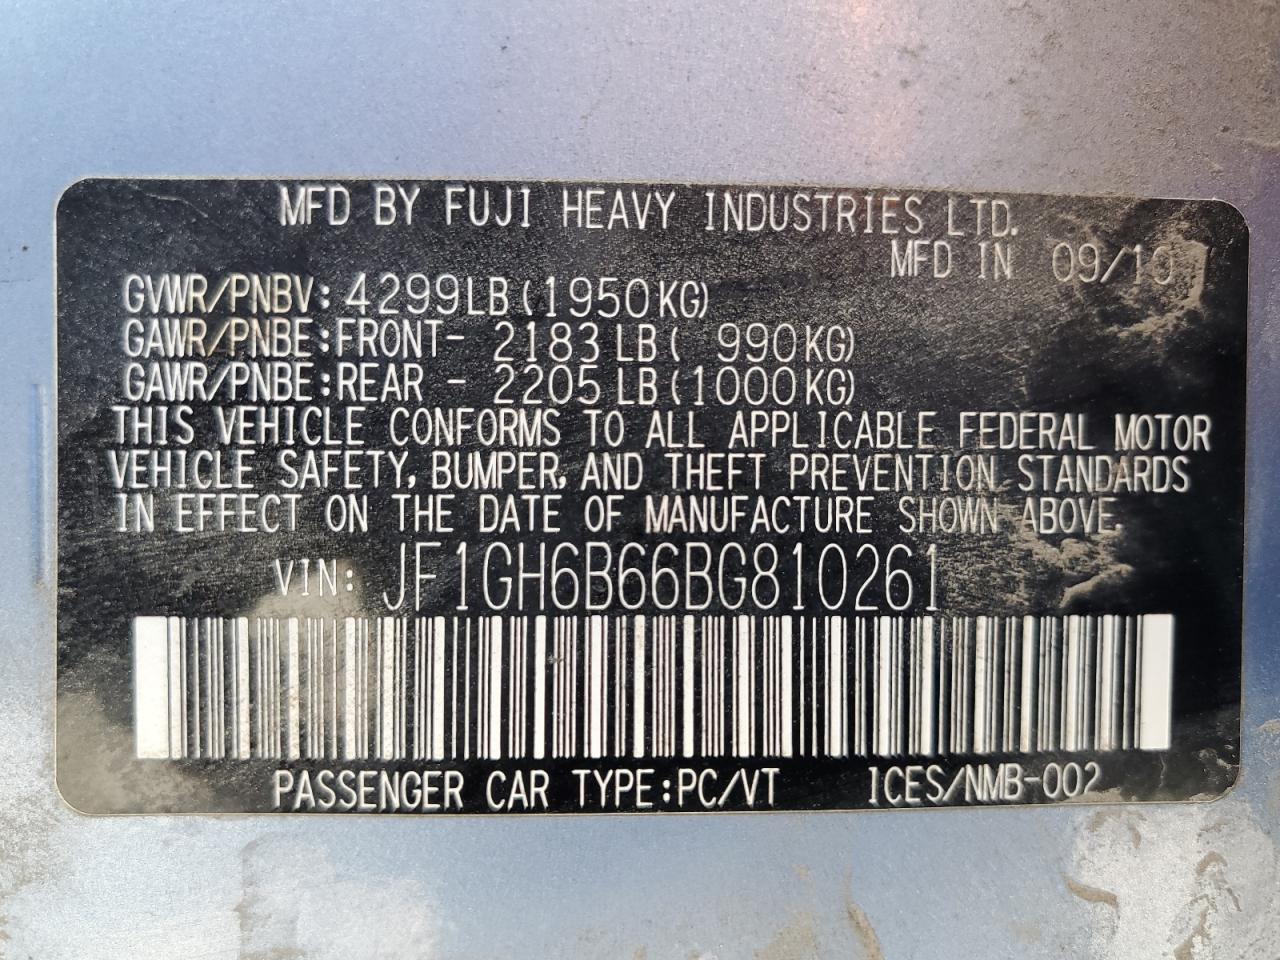 MFD BY FUJI HEAVY INDUSTRIES LTD.
MFD IN 09/10
GVWR/PNBV: 4299LB(1950KG)
GAWR/PNBE:FRONT- 2183LB( 990KG)
GAWR/PNBE:REAR - 2205LB(1000KG)
THIS VEHICLE CONFORMS TO ALL APPLICABLE FEDERAL MOTOR
VEHICLE SAFETY, BUMPER, AND THEFT PREVENTION STANDARDS
IN EFFECT ON THE DATE OF MANUFACTURE SHOWN ABOVE.
VIN: JF1GH6B66BG810261
PASSENGER CAR TYPE:PC/VT ICES/NMB-002